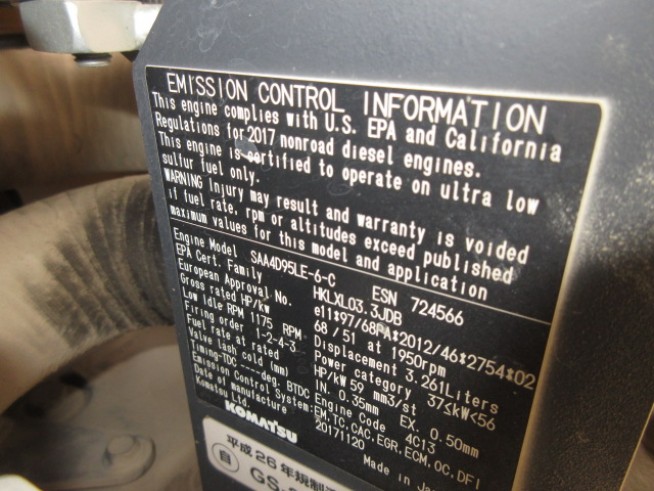 EMISSION CONTROL INFORMATION
This engine complies with U.S. EPA and California
Regulations for 2017 nonroad diesel engines.
This engine is certified to operate on ultra low
sulfur fuel only.
WARNING Injury may result and warranty is voided
if fuel rate, rpm or altitudes exceed published
maximum values for this model and application
Engine Model SAA4D95LE-6-C ESN 724566
EPA Cert. Family HKLXL03.3JDB
European Approval No. e11*97/68PA*2012/46*2754*02
Gross rated HP/kw 68/51 at 1950rpm
Low idle RPM 1175 RPM Displacement 3.261Liters
Firing order 1-2-4-3 Power category 37≤kW<56
Fuel rate at rated HP/kW 59 mm3/st
Valve lash cold (mm) IN. 0.35mm EX. 0.50mm
Timing-TDC ----deg. BTDC Engine Code 4C13
Emission Control System:EM,TC,CAC,EGR,ECM,OC,DFI
Date of manufacture 20171120
Komatsu Ltd. Made in
KOMATSU
平成26年規制
自 GS